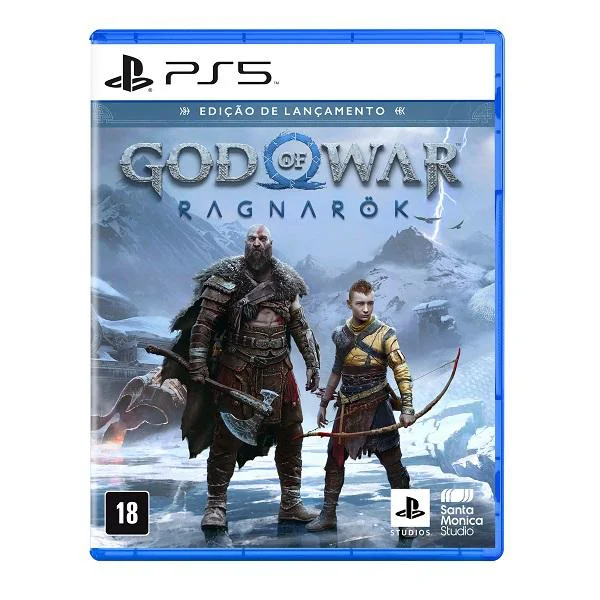 PS5
EDIÇÃO DE LANÇAMENTO
GOD OF WAR
RAGNARÖK
18
STUDIOS
Santa
Monica
Studio